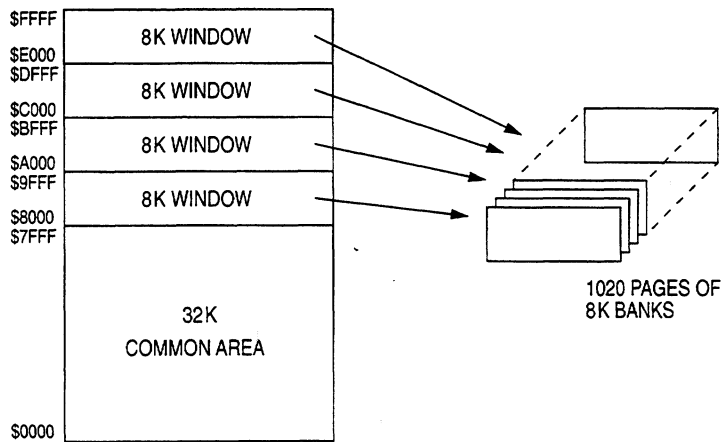 $FFFF
8K WINDOW
$E000
$DFFF
8K WINDOW
$C000
$BFFF
8K WINDOW
$A000
$9FFF
8K WINDOW
$8000
$7FFF
32K
COMMON AREA
$0000
1020 PAGES OF
8K BANKS